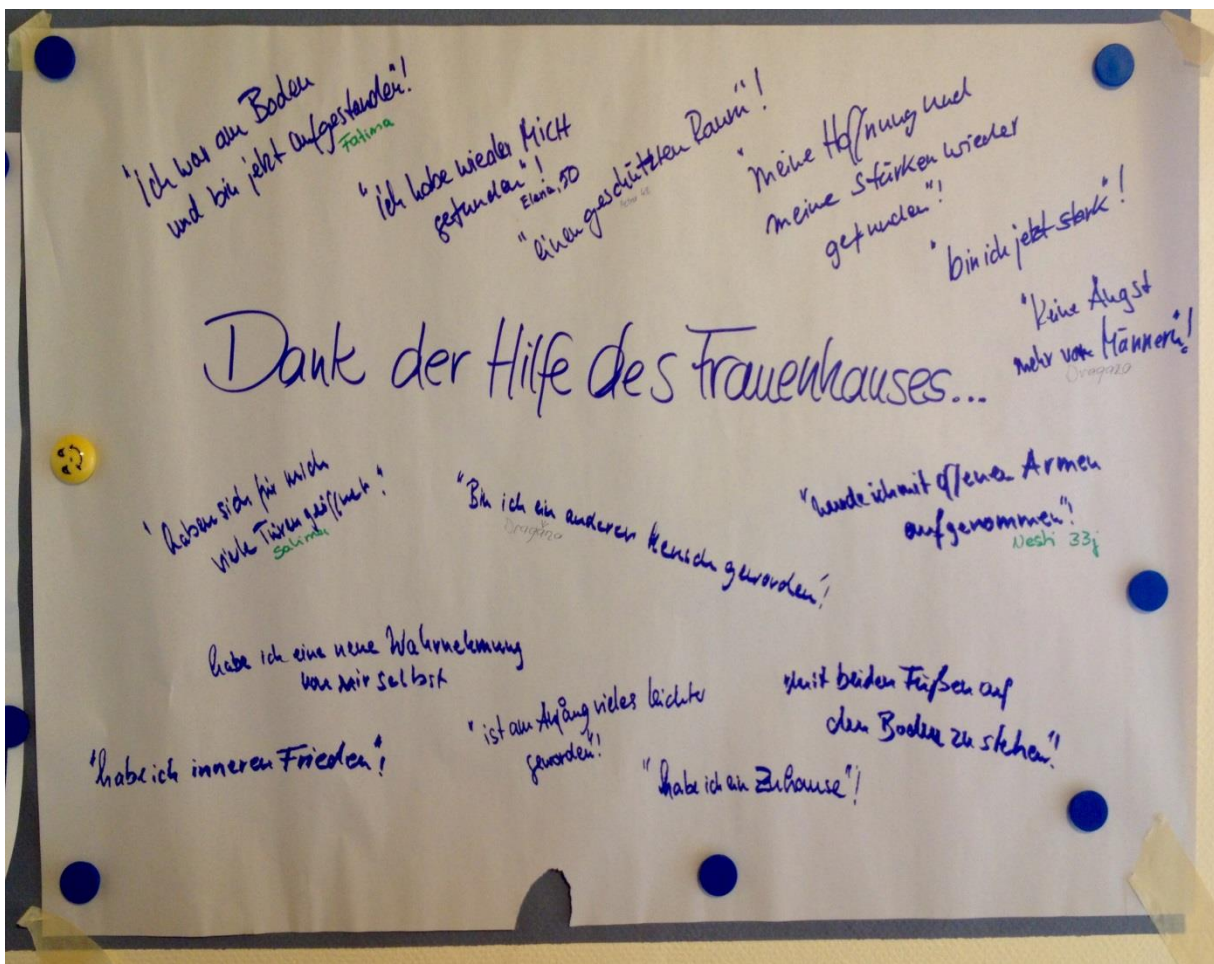 "Ich war am Boden
und bin jetzt aufgestanden"!
Fatima
"Ich habe wieder Mich
gefunden"!
Elena, 50
"einen geschützten Raum"!
"meine Hoffnung und
meine Stärken wieder
gefunden"!
"bin ich jetzt stark"!
"Keine Angst
mehr vor Männern"!
Dragana
Dank der Hilfe des Frauenhauses...
"haben sich für mich
viele Türen geöffnet"!
Salima
"Bin ich ein anderer Mensch geworden"!
Dragana
"wurde ich mit offenen Armen
aufgenommen"!
Neshi 33j
habe ich eine neue Wahrnehmung
von mir selbst
"ist am Anfang vieles leichter
geworden!
"mit beiden Füßen auf
dem Boden zu stehen"!
"habe ich inneren Frieden"!
"habe ich ein Zuhause"!